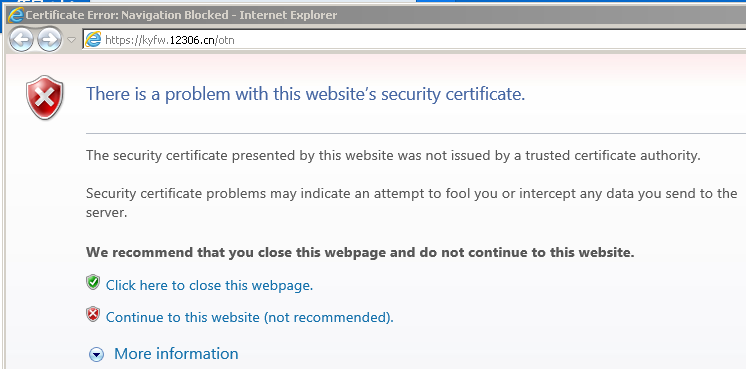 Certificate Error: Navigation Blocked - Internet Explorer
https://kyfw.12306.cn/otn
There is a problem with this website's security certificate.
The security certificate presented by this website was not issued by a trusted certificate authority.
Security certificate problems may indicate an attempt to fool you or intercept any data you send to the
server.
We recommend that you close this webpage and do not continue to this website.
Click here to close this webpage.
Continue to this website (not recommended).
More information